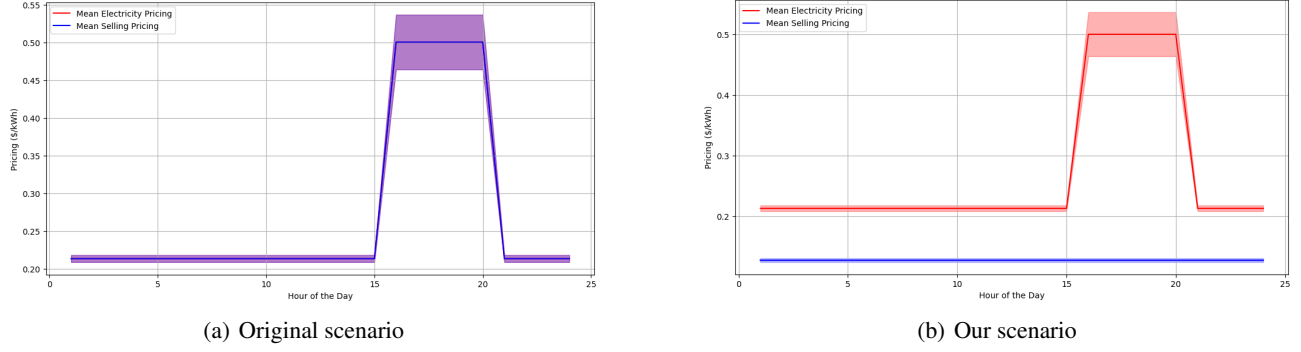 Mean Electricity Pricing
Mean Selling Pricing
0.55
0.50
0.45
0.40
0.35
0.30
0.25
0.20
Pricing ($/kWh)
0 5 10 15 20 25
Hour of the Day
(a) Original scenario
Mean Electricity Pricing
Mean Selling Pricing
0.5
0.4
0.3
0.2
Pricing ($/kWh)
0 5 10 15 20 25
Hour of the Day
(b) Our scenario